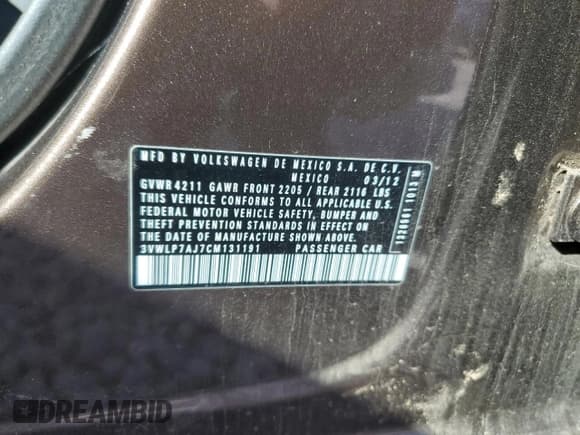 MFD BY VOLKSWAGEN DE MEXICO S.A. DE C.V.
MEXICO 03/12
GVWR 4211 GAWR FRONT 2205 / REAR 2116 LBS
THIS VEHICLE CONFORMS TO ALL APPLICABLE U.S.
FEDERAL MOTOR VEHICLE SAFETY, BUMPER AND
THEFT PREVENTION STANDARDS IN EFFECT ON
THE DATE OF MANUFACTURE SHOWN ABOVE.
3VWLP7AJ7CM131191 PASSENGER CAR
DREAMBID